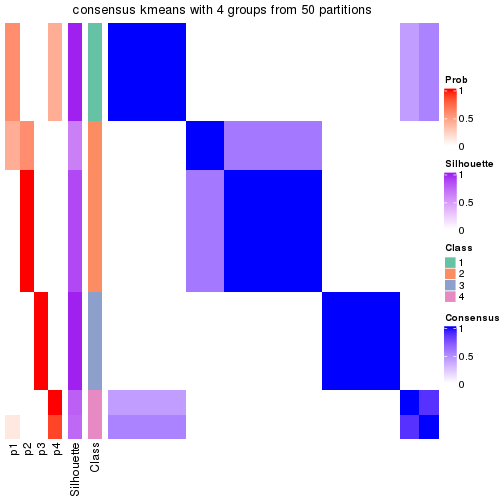 consensus kmeans with 4 groups from 50 partitions
Prob
1
0.5
0
Silhouette
1
0.5
0
Class
1
2
3
4
Consensus
1
0.5
0
p1
p2
p3
p4
Silhouette
Class